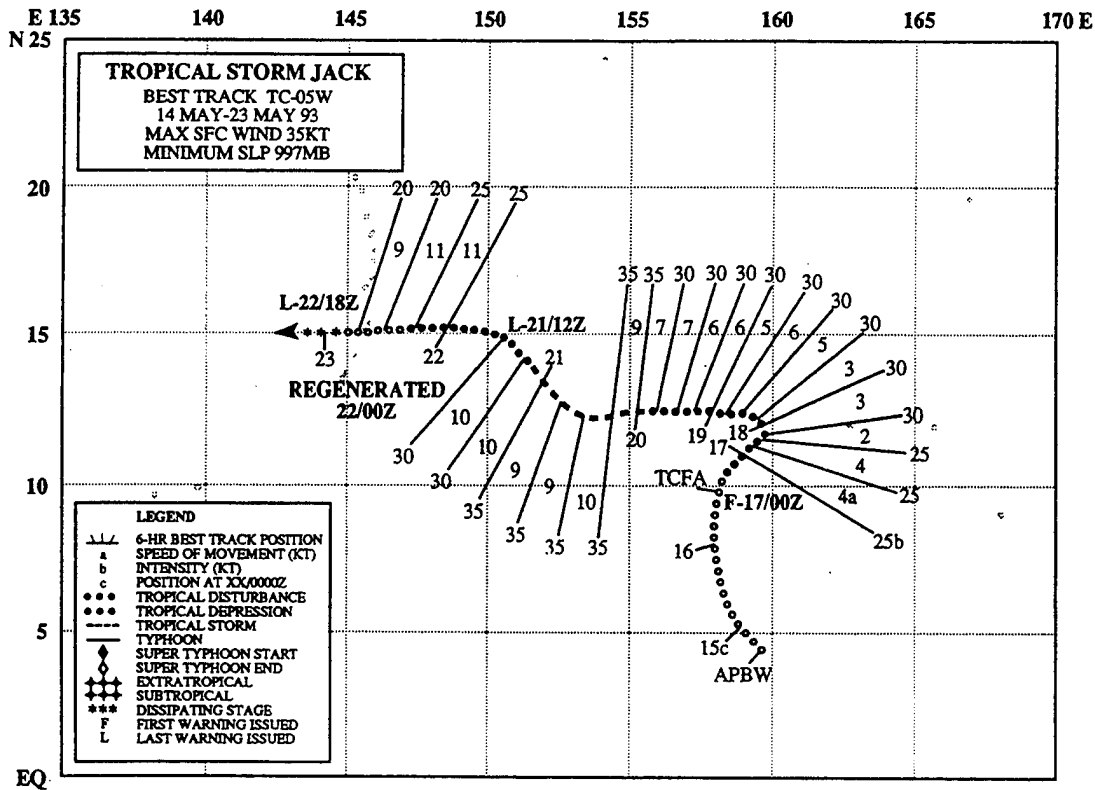 E 135 140 145 150 155 160 165 170 E
N 25
TROPICAL STORM JACK
BEST TRACK TC-05W
14 MAY-23 MAY 93
MAX SFC WIND 35KT
MINIMUM SLP 997MB
20
20 20 25 25
9 11 11
35 35 30 30 30 30 30 30 30 30
9 7 7 6 6 5 6 5 3 3 2 4 4a
25
25
25b
L-22/18Z
L-21/12Z
15
23
22
21
REGENERATED
22/00Z
20
19
18
17
10 10 9 9 10
30 30 35 35 35 35
10
TCFA
F-17/00Z
16
5
15c
APBW
EQ
LEGEND
6-HR BEST TRACK POSITION
a SPEED OF MOVEMENT (KT)
b INTENSITY (KT)
c POSITION AT XX/0000Z
TROPICAL DISTURBANCE
TROPICAL DEPRESSION
TROPICAL STORM
TYPHOON
SUPER TYPHOON START
SUPER TYPHOON END
EXTRATROPICAL
SUBTROPICAL
*** DISSIPATING STAGE
F FIRST WARNING ISSUED
L LAST WARNING ISSUED